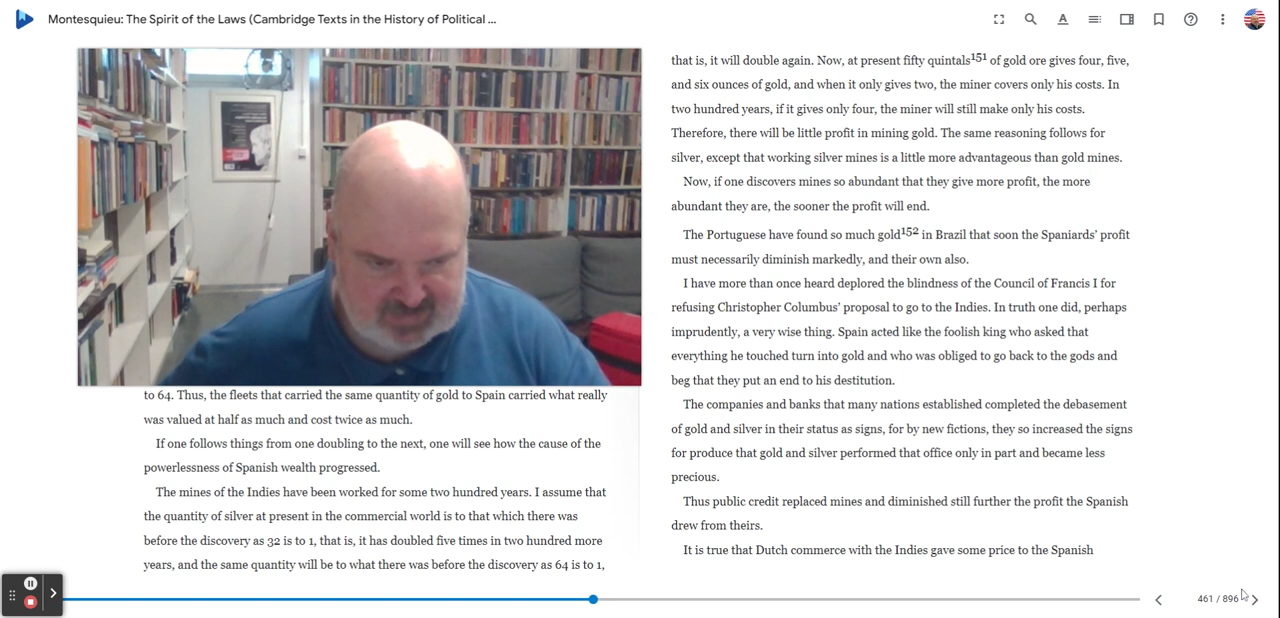 Montesquieu: The Spirit of the Laws (Cambridge Texts in the History of Political ...
to 64. Thus, the fleets that carried the same quantity of gold to Spain carried what really
was valued at half as much and cost twice as much.
If one follows things from one doubling to the next, one will see how the cause of the
powerlessness of Spanish wealth progressed.
The mines of the Indies have been worked for some two hundred years. I assume that
the quantity of silver at present in the commercial world is to that which there was
before the discovery as 32 is to 1, that is, it has doubled five times in two hundred more
years, and the same quantity will be to what there was before the discovery as 64 is to 1,
that is, it will double again. Now, at present fifty quintals151 of gold ore gives four, five,
and six ounces of gold, and when it only gives two, the miner covers only his costs. In
two hundred years, if it gives only four, the miner will still make only his costs.
Therefore, there will be little profit in mining gold. The same reasoning follows for
silver, except that working silver mines is a little more advantageous than gold mines.
Now, if one discovers mines so abundant that they give more profit, the more
abundant they are, the sooner the profit will end.
The Portuguese have found so much gold152 in Brazil that soon the Spaniards' profit
must necessarily diminish markedly, and their own also.
I have more than once heard deplored the blindness of the Council of Francis I for
refusing Christopher Columbus' proposal to go to the Indies. In truth one did, perhaps
imprudently, a very wise thing. Spain acted like the foolish king who asked that
everything he touched turn into gold and who was obliged to go back to the gods and
beg that they put an end to his destitution.
The companies and banks that many nations established completed the debasement
of gold and silver in their status as signs, for by new fictions, they so increased the signs
for produce that gold and silver performed that office only in part and became less
precious.
Thus public credit replaced mines and diminished still further the profit the Spanish
drew from theirs.
It is true that Dutch commerce with the Indies gave some price to the Spanish
461 / 896